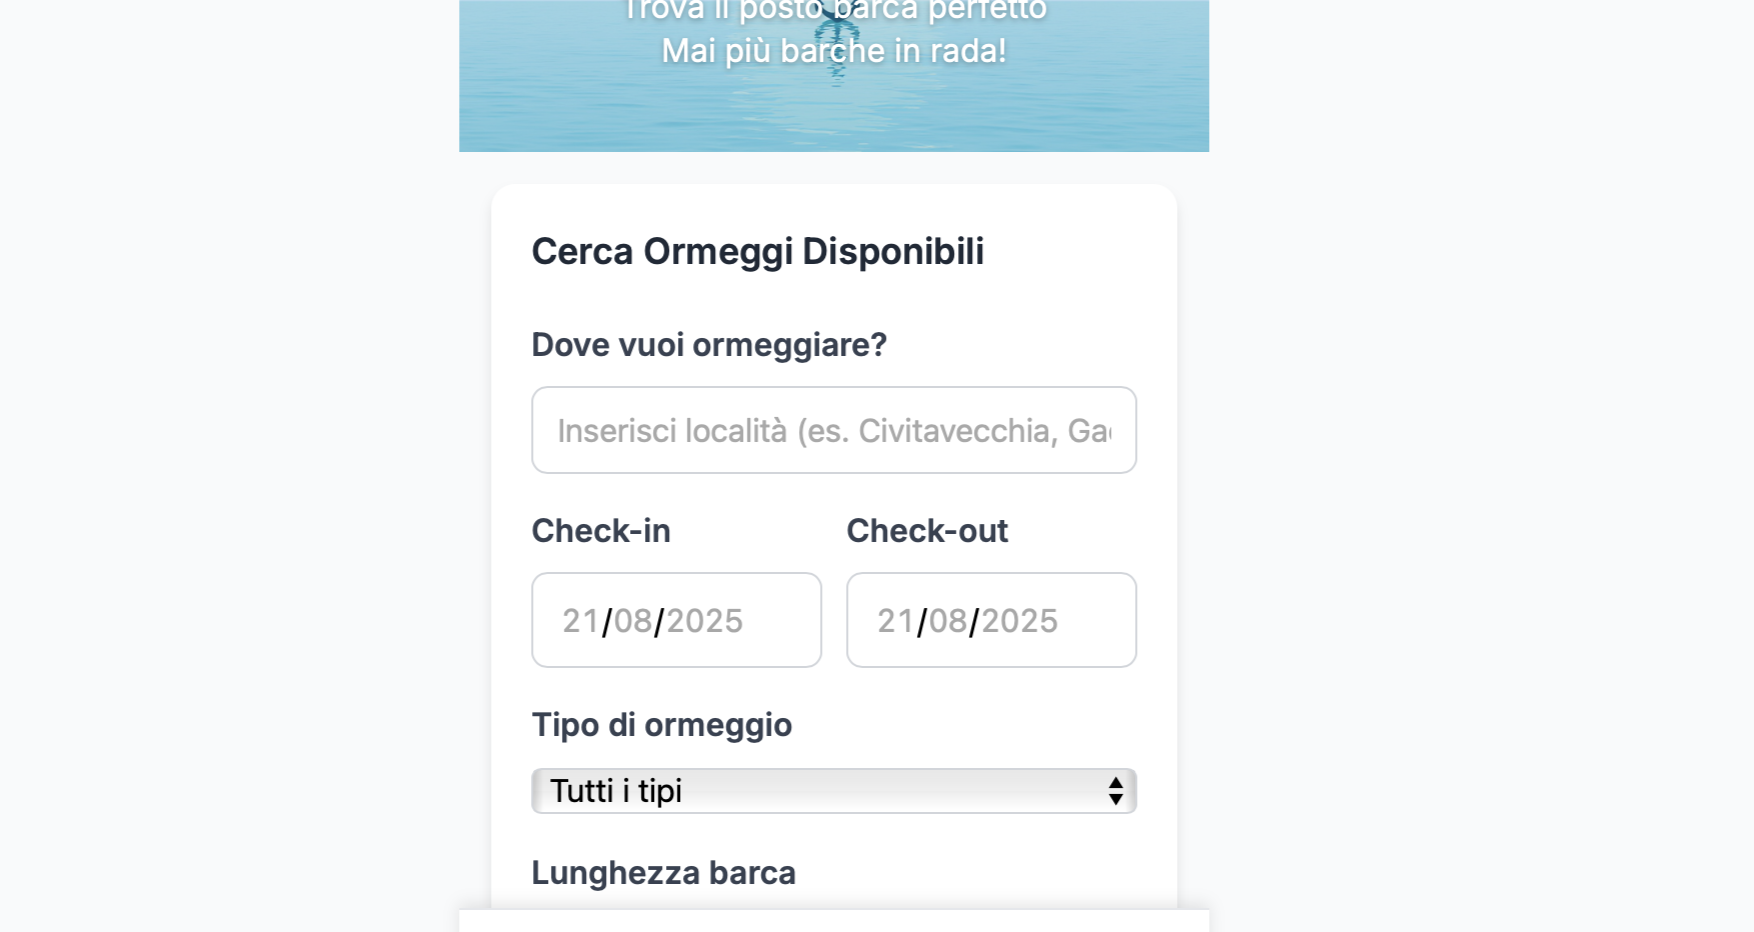 Trova il posto barca perfetto
Mai più barche in rada!
Cerca Ormeggi Disponibili
Dove vuoi ormeggiare?
Inserisci località (es. Civitavecchia, Ga
Check-in
Check-out
21/08/2025
21/08/2025
Tipo di ormeggio
Tutti i tipi
Lunghezza barca